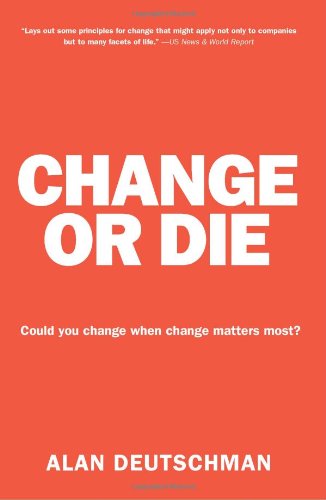 "Lays out some principles for change that might apply not only to companies
but to many facets of life." —US News & World Report
CHANGE
OR DIE
Could you change when change matters most?
ALAN DEUTSCHMAN